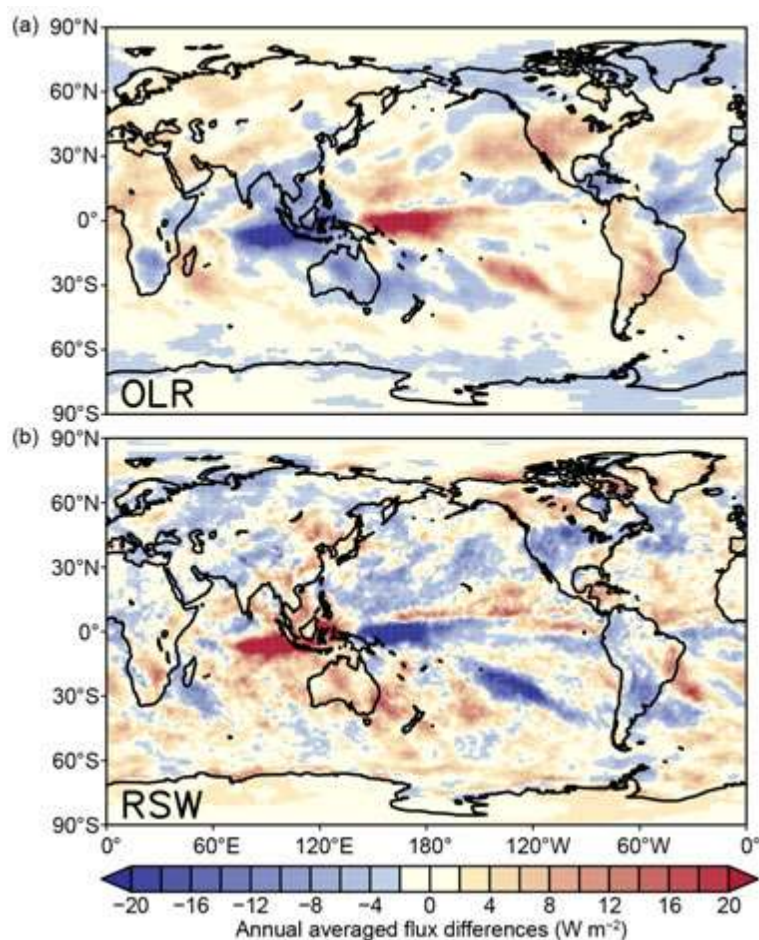 (a)
90°N
60°N
30°N
0°
30°S
60°S
90°S
OLR
(b)
90°N
60°N
30°N
0°
30°S
60°S
90°S
RSW
0° 60°E 120°E 180° 120°W 60°W 0°
−20 −16 −12 −8 −4 0 4 8 12 16 20
Annual averaged flux differences (W m⁻²)